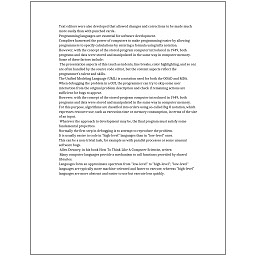 Text editors were also developed that allowed changes and corrections to be made much
more easily than with punched cards.
Programming languages are essential for software development.
Compilers harnessed the power of computers to make programming easier by allowing
programmers to specify calculations by entering a formula using infix notation.
However, with the concept of the stored-program computer introduced in 1949, both
programs and data were stored and manipulated in the same way in computer memory.
Some of these factors include:
The presentation aspects of this (such as indents, line breaks, color highlighting, and so on)
are often handled by the source code editor, but the content aspects reflect the
programmer's talent and skills.
The Unified Modeling Language (UML) is a notation used for both the OOAD and MDA.
When debugging the problem in a GUI, the programmer can try to skip some user
interaction from the original problem description and check if remaining actions are
sufficient for bugs to appear.
However, with the concept of the stored-program computer introduced in 1949, both
programs and data were stored and manipulated in the same way in computer memory.
For this purpose, algorithms are classified into orders using so-called Big O notation, which
expresses resource use, such as execution time or memory consumption, in terms of the size
of an input.
Whatever the approach to development may be, the final program must satisfy some
fundamental properties.
Normally the first step in debugging is to attempt to reproduce the problem.
It is usually easier to code in "high-level" languages than in "low-level" ones.
This can be a non-trivial task, for example as with parallel processes or some unusual
software bugs.
Allen Downey, in his book How To Think Like A Computer Scientist, writes:
Many computer languages provide a mechanism to call functions provided by shared
libraries.
Languages form an approximate spectrum from "low-level" to "high-level"; "low-level"
languages are typically more machine-oriented and faster to execute, whereas "high-level"
languages are more abstract and easier to use but execute less quickly.